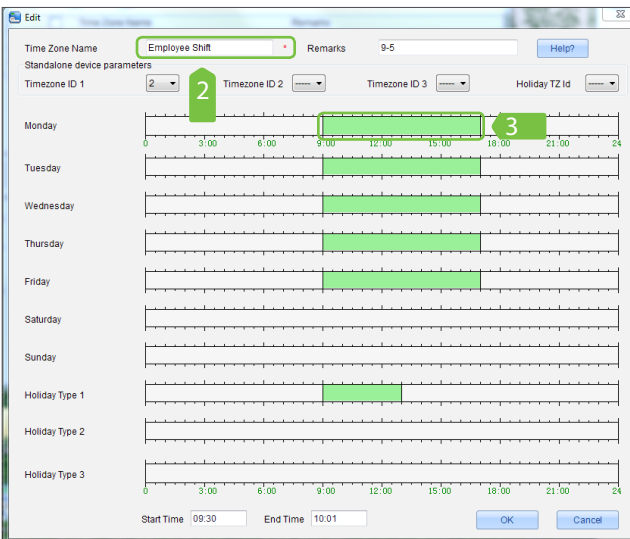 Edit
Time Zone Name Remarks
Time Zone Name Employee Shift * Remarks 9-5 Help?
Standalone device parameters
Timezone ID 1 2 Timezone ID 2 ----- Timezone ID 3 ----- Holiday TZ Id -----
2
Monday 3
0 3:00 6:00 9:00 12:00 15:00 18:00 21:00 24
Tuesday
Wednesday
Thursday
Friday
Saturday
Sunday
Holiday Type 1
Holiday Type 2
Holiday Type 3
0 3:00 6:00 9:00 12:00 15:00 18:00 21:00 24
Start Time 09:30 End Time 10:01 OK Cancel